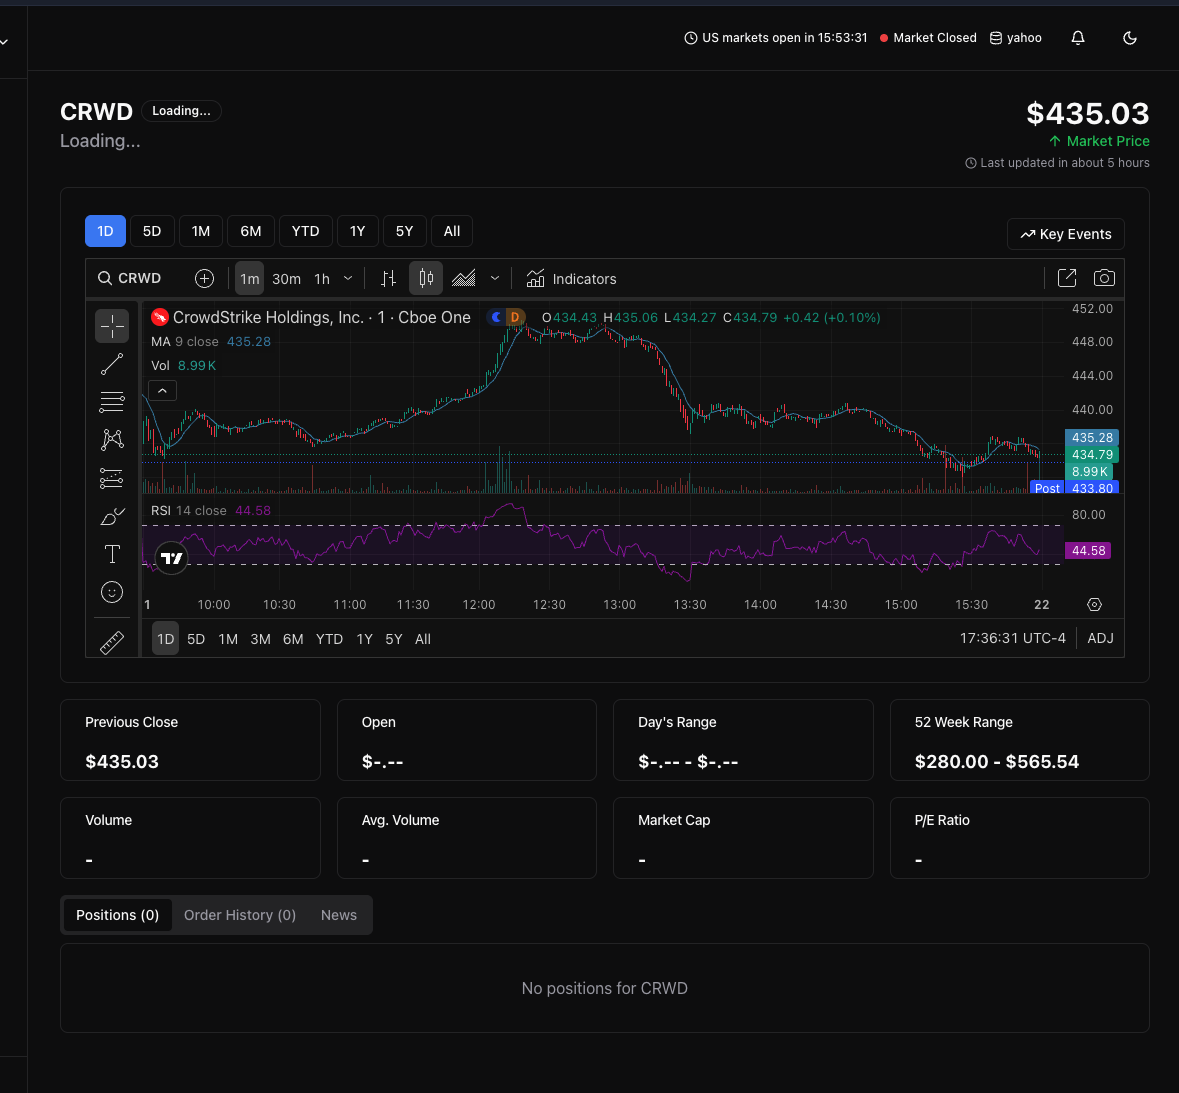 US markets open in 15:53:31 Market Closed yahoo
CRWD Loading...
Loading...
$435.03
Market Price
Last updated in about 5 hours
1D 5D 1M 6M YTD 1Y 5Y All
Key Events
CRWD 1m 30m 1h Indicators
CrowdStrike Holdings, Inc. · 1 · Cboe One D O434.43 H435.06 L434.27 C434.79 +0.42 (+0.10%)
MA 9 close 435.28
Vol 8.99K
452.00
448.00
444.00
440.00
435.28
434.79
8.99K
Post 433.80
RSI 14 close 44.58
80.00
44.58
1 10:00 10:30 11:00 11:30 12:00 12:30 13:00 13:30 14:00 14:30 15:00 15:30 22
1D 5D 1M 3M 6M YTD 1Y 5Y All 17:36:31 UTC-4 ADJ
Previous Close
$435.03
Open
$-.--
Day's Range
$-.-- - $-.--
52 Week Range
$280.00 - $565.54
Volume
-
Avg. Volume
-
Market Cap
-
P/E Ratio
-
Positions (0) Order History (0) News
No positions for CRWD